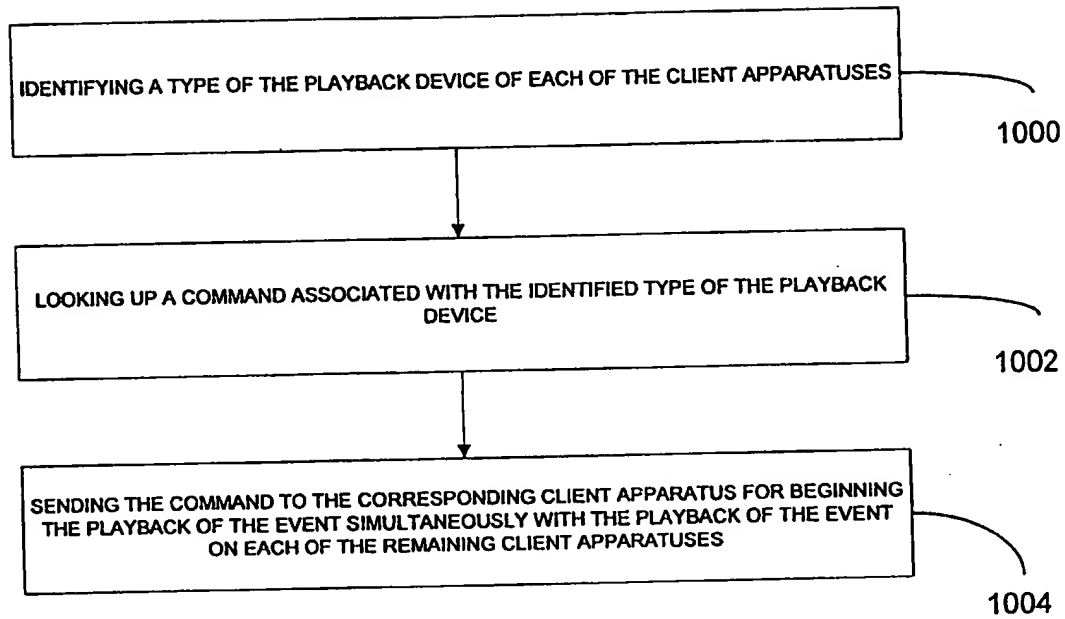 IDENTIFYING A TYPE OF THE PLAYBACK DEVICE OF EACH OF THE CLIENT APPARATUSES
1000
LOOKING UP A COMMAND ASSOCIATED WITH THE IDENTIFIED TYPE OF THE PLAYBACK
DEVICE
1002
SENDING THE COMMAND TO THE CORRESPONDING CLIENT APPARATUS FOR BEGINNING
THE PLAYBACK OF THE EVENT SIMULTANEOUSLY WITH THE PLAYBACK OF THE EVENT
ON EACH OF THE REMAINING CLIENT APPARATUSES
1004